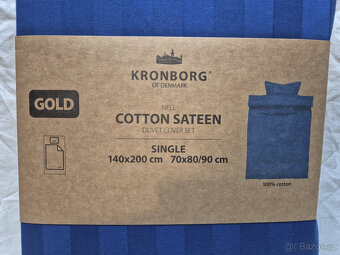 KRONBORG®
OF DENMARK
GOLD
NELL
COTTON SATEEN
DUVET COVER SET
SINGLE
140x200 cm 70x80/90 cm
100% cotton